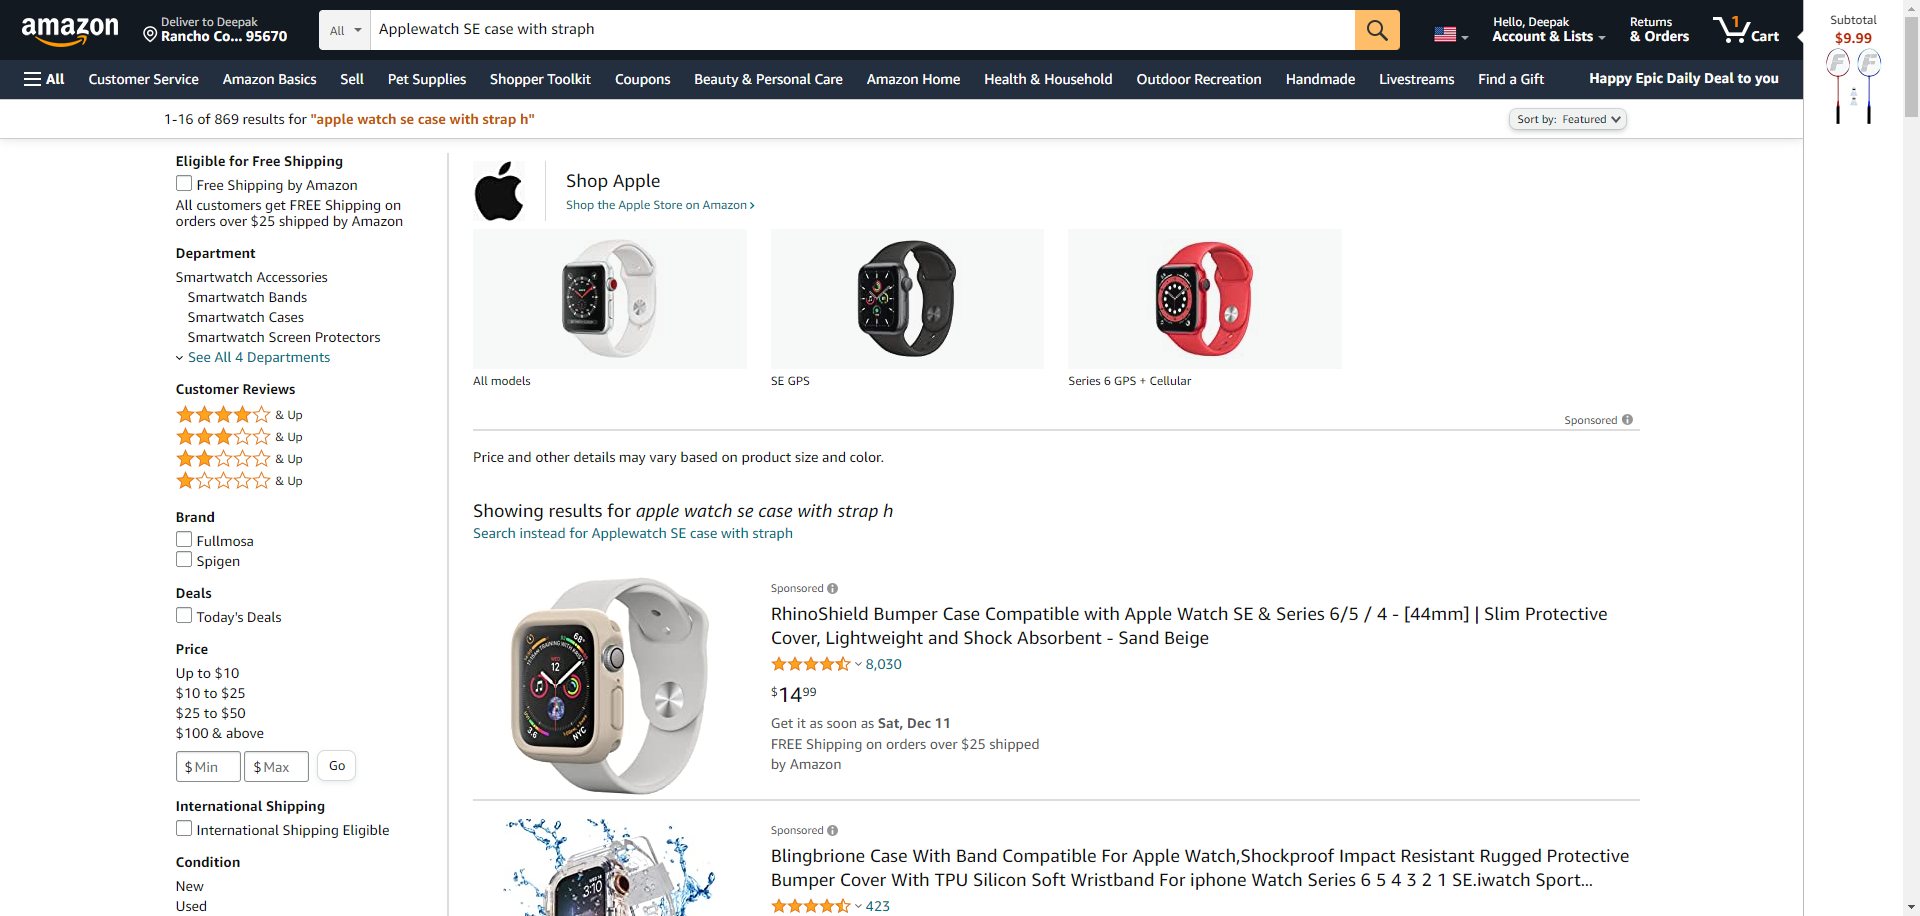 amazon
Deliver to Deepak
Rancho Co... 95670
All
Applewatch SE case with straph
Hello, Deepak
Account & Lists
Returns
& Orders
1
Cart
Subtotal
$9.99
All
Customer Service
Amazon Basics
Sell
Pet Supplies
Shopper Toolkit
Coupons
Beauty & Personal Care
Amazon Home
Health & Household
Outdoor Recreation
Handmade
Livestreams
Find a Gift
Happy Epic Daily Deal to you
1-16 of 869 results for "apple watch se case with strap h"
Sort by: Featured
Eligible for Free Shipping
Free Shipping by Amazon
All customers get FREE Shipping on
orders over $25 shipped by Amazon
Department
Smartwatch Accessories
Smartwatch Bands
Smartwatch Cases
Smartwatch Screen Protectors
See All 4 Departments
Customer Reviews
& Up
& Up
& Up
& Up
Brand
Fullmosa
Spigen
Deals
Today's Deals
Price
Up to $10
$10 to $25
$25 to $50
$100 & above
$ Min
$ Max
Go
International Shipping
International Shipping Eligible
Condition
New
Used
Shop Apple
Shop the Apple Store on Amazon ›
All models
SE GPS
Series 6 GPS + Cellular
Sponsored
Price and other details may vary based on product size and color.
Showing results for apple watch se case with strap h
Search instead for Applewatch SE case with straph
Sponsored
RhinoShield Bumper Case Compatible with Apple Watch SE & Series 6/5 / 4 - [44mm] | Slim Protective
Cover, Lightweight and Shock Absorbent - Sand Beige
8,030
$14 99
Get it as soon as Sat, Dec 11
FREE Shipping on orders over $25 shipped
by Amazon
68°
WED
12
3.6
NYC
Sponsored
Blingbrione Case With Band Compatible For Apple Watch,Shockproof Impact Resistant Rugged Protective
Bumper Cover With TPU Silicon Soft Wristband For iphone Watch Series 6 5 4 3 2 1 SE.iwatch Sport...
423
3:10